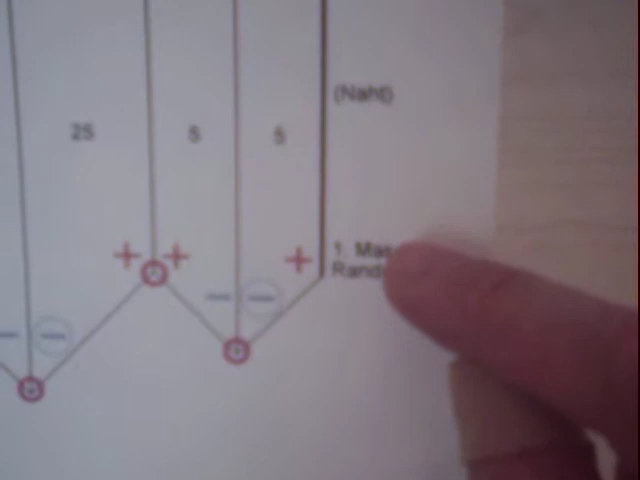 (Naht)
25 5 5
+ + +
1.
− − −